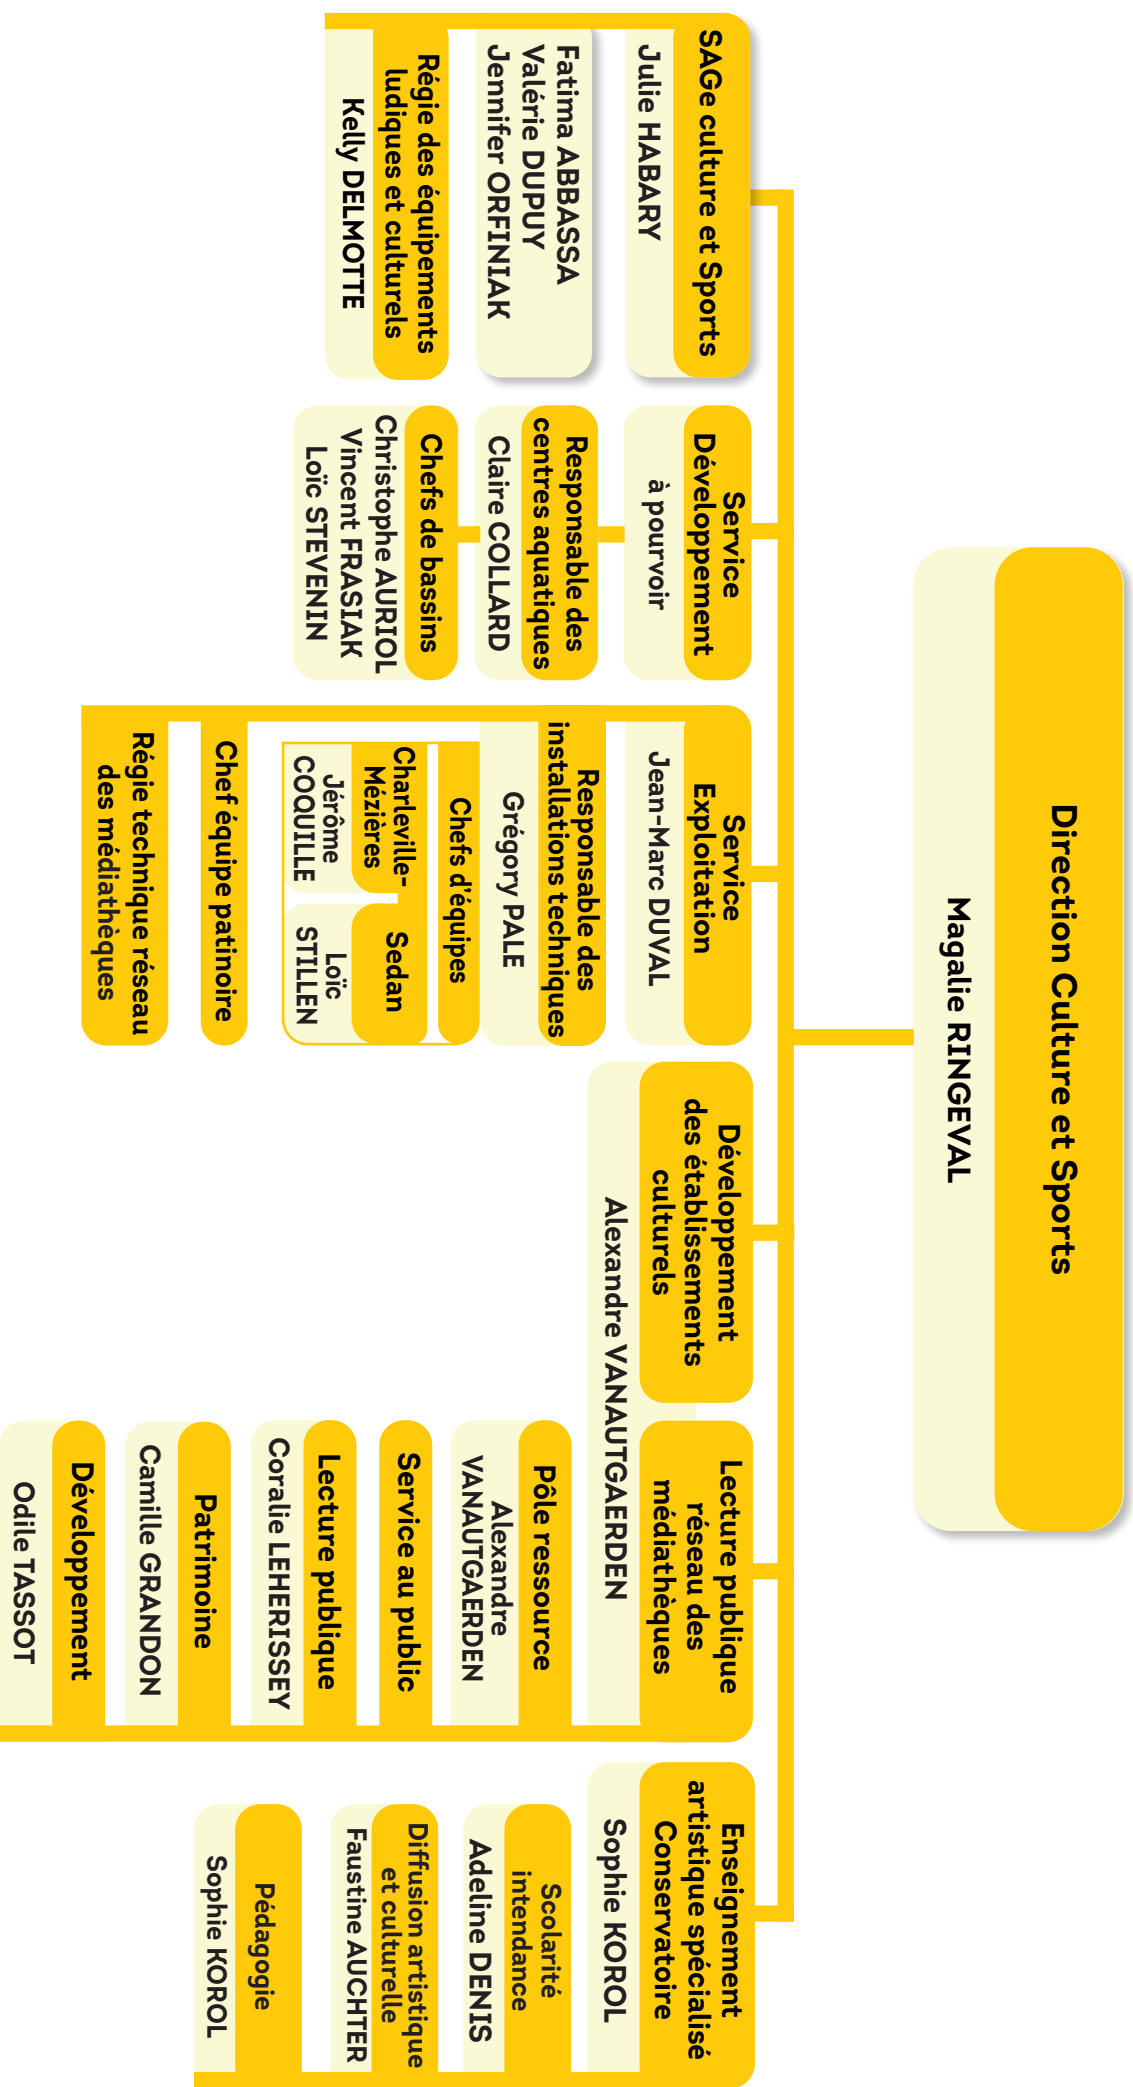 Direction Culture et Sports
Magalie RINGEVAL
SAGe culture et Sports
Julie HABARY
Fatima ABBASSA
Valérie DUPUY
Jennifer ORFINIAK
Régie des équipements
ludiques et culturels
Kelly DELMOTTE
Service
Développement
à pourvoir
Responsable des
centres aquatiques
Claire COLLARD
Chefs de bassins
Christophe AURIOL
Vincent FRASIAK
Loïc STEVENIN
Service
Exploitation
Jean-Marc DUVAL
Responsable des
installations techniques
Grégory PALE
Chefs d'équipes
Charleville-
Mézières
Jérôme
COQUILLE
Sedan
Loïc
STILLEN
Chef équipe patinoire
Régie technique réseau
des médiathèques
Développement
des établissements
culturels
Alexandre VANAUTGAERDEN
Lecture publique
réseau des
médiathèques
Pôle ressource
Alexandre
VANAUTGAERDEN
Service au public
Lecture publique
Coralie LEHERISSEY
Patrimoine
Camille GRANDON
Développement
Odile TASSOT
Enseignement
artistique spécialisé
Conservatoire
Sophie KOROL
Scolarité
intendance
Adeline DENIS
Diffusion artistique
et culturelle
Faustine AUCHTER
Pédagogie
Sophie KOROL